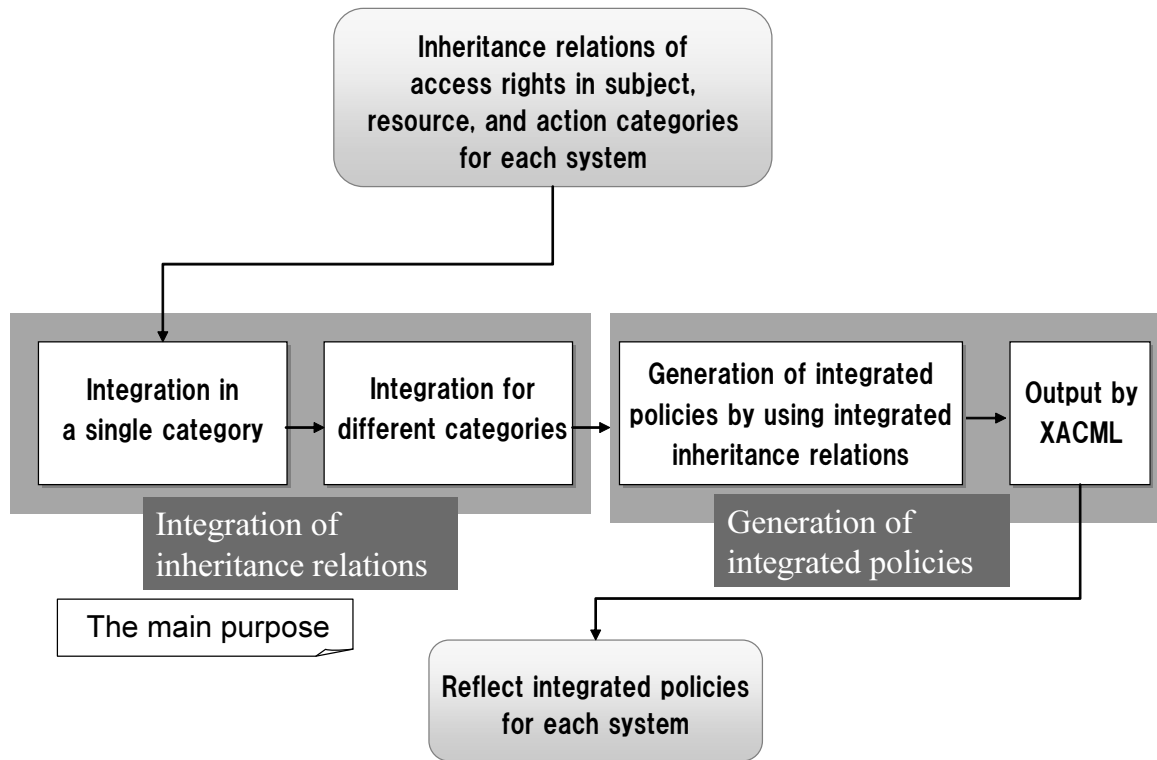 Inheritance relations of
access rights in subject,
resource, and action categories
for each system
Integration in
a single category
Integration for
different categories
Generation of integrated
policies by using integrated
inheritance relations
Output by
XACML
Integration of
inheritance relations
Generation of
integrated policies
The main purpose
Reflect integrated policies
for each system